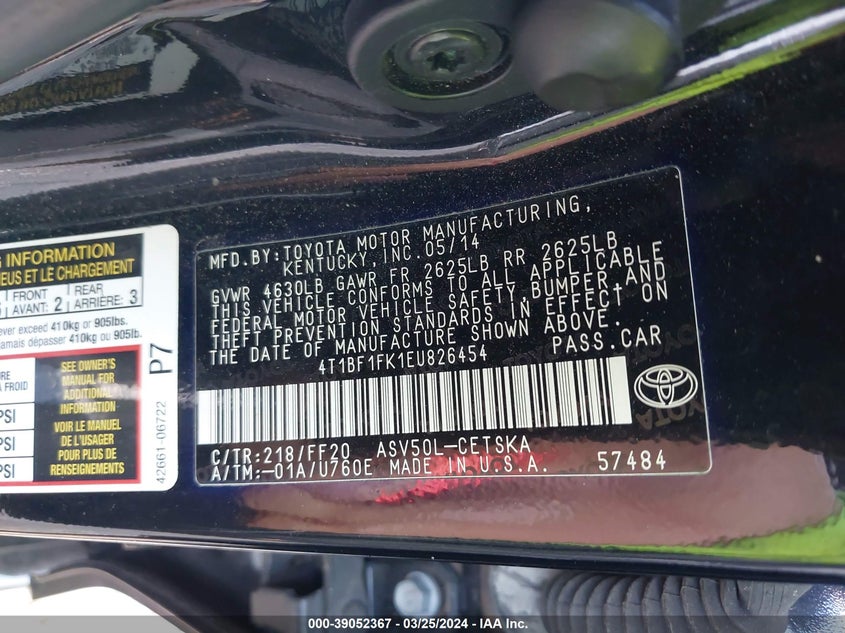 MFD.BY:TOYOTA MOTOR MANUFACTURING,
KENTUCKY,INC.05/14
GVWR 4630LB GAWR FR 2625LB RR 2625LB
THIS VEHICLE CONFORMS TO ALL APPLICABLE
FEDERAL MOTOR VEHICLE SAFETY,BUMPER,AND
THEFT PREVENTION STANDARDS IN EFFECT ON
THE DATE OF MANUFACTURE SHOWN ABOVE.
4T1BF1FK1EU826454 PASS.CAR
C/TR:218/FF20 ASV50L-CETSKA
A/TM:-01A/U760E MADE IN U.S.A. 57484
INFORMATION
EUS ET LE CHARGEMENT
FRONT 2 REAR 3
AVANT: ARRIÈRE:
ever exceed 410kg or 905lbs.
amais dépasser 410kg ou 905lb.
P7
SEE OWNER'S
MANUAL FOR
ADDITIONAL
INFORMATION
VOIR LE MANUEL
DE L'USAGER
POUR PLUS DE
RENSEIGNEMENTS
A FROID
PSI
PSI
42661-06722
000-39052367 - 03/25/2024 - IAA Inc.